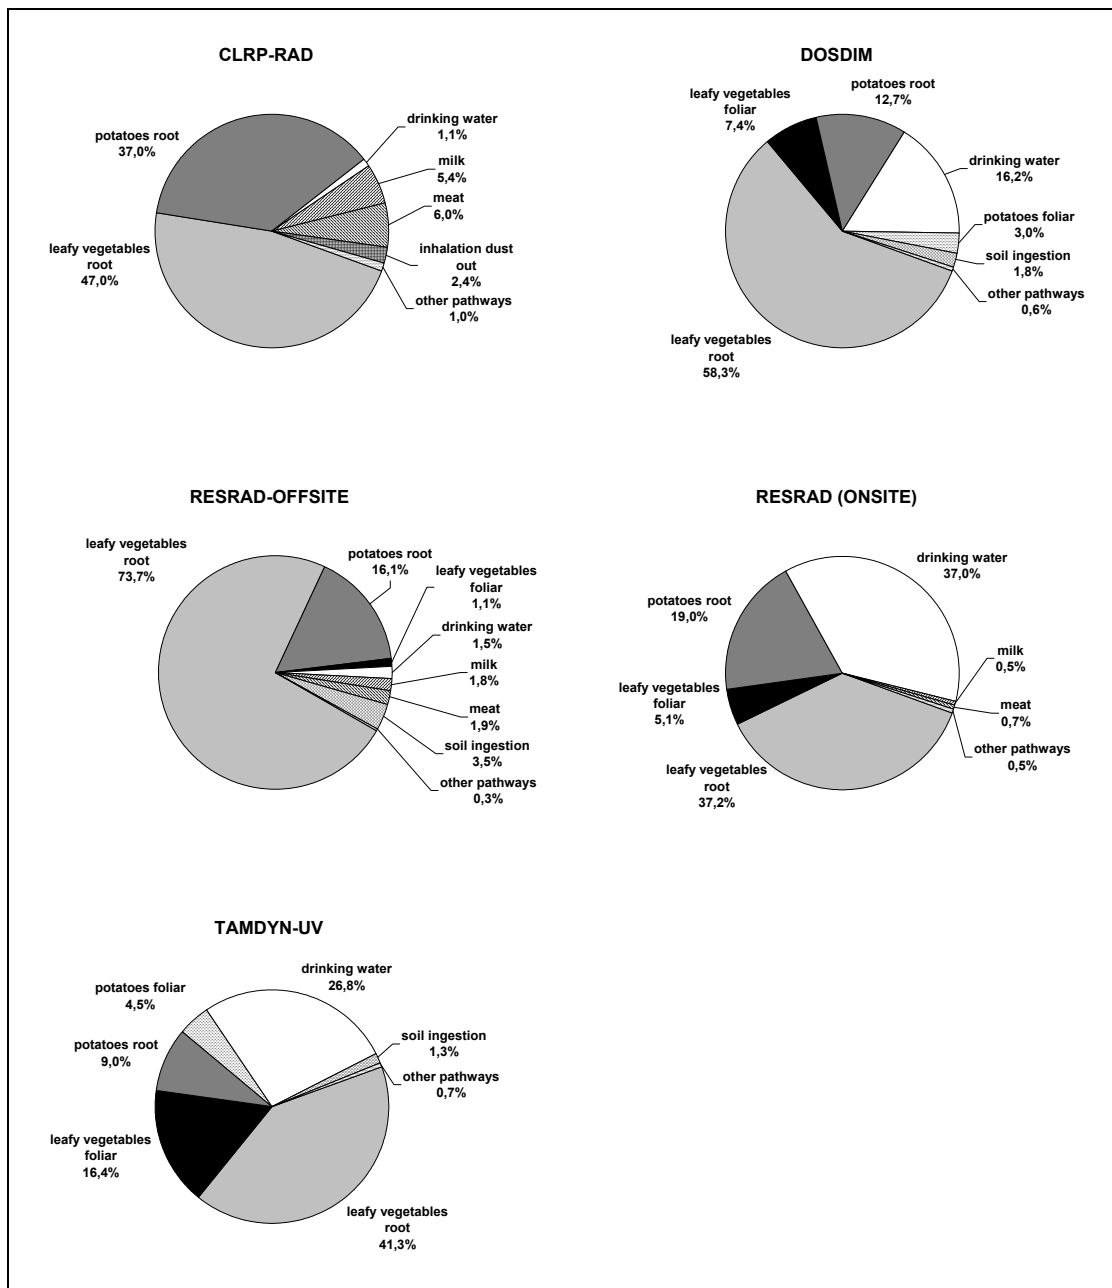 CLRP-RAD
potatoes root
37,0%
drinking water
1,1%
milk
5,4%
meat
6,0%
inhalation dust
out
2,4%
other pathways
1,0%
leafy vegetables
root
47,0%
DOSDIM
leafy vegetables
foliar
7,4%
potatoes root
12,7%
drinking water
16,2%
potatoes foliar
3,0%
soil ingestion
1,8%
other pathways
0,6%
leafy vegetables
root
58,3%
RESRAD-OFFSITE
leafy vegetables
root
73,7%
potatoes root
16,1%
leafy vegetables
foliar
1,1%
drinking water
1,5%
milk
1,8%
meat
1,9%
soil ingestion
3,5%
other pathways
0,3%
RESRAD (ONSITE)
drinking water
37,0%
potatoes root
19,0%
milk
0,5%
leafy vegetables
foliar
5,1%
meat
0,7%
other pathways
0,5%
leafy vegetables
root
37,2%
TAMDYN-UV
drinking water
26,8%
potatoes foliar
4,5%
soil ingestion
1,3%
potatoes root
9,0%
other pathways
0,7%
leafy vegetables
foliar
16,4%
leafy vegetables
root
41,3%